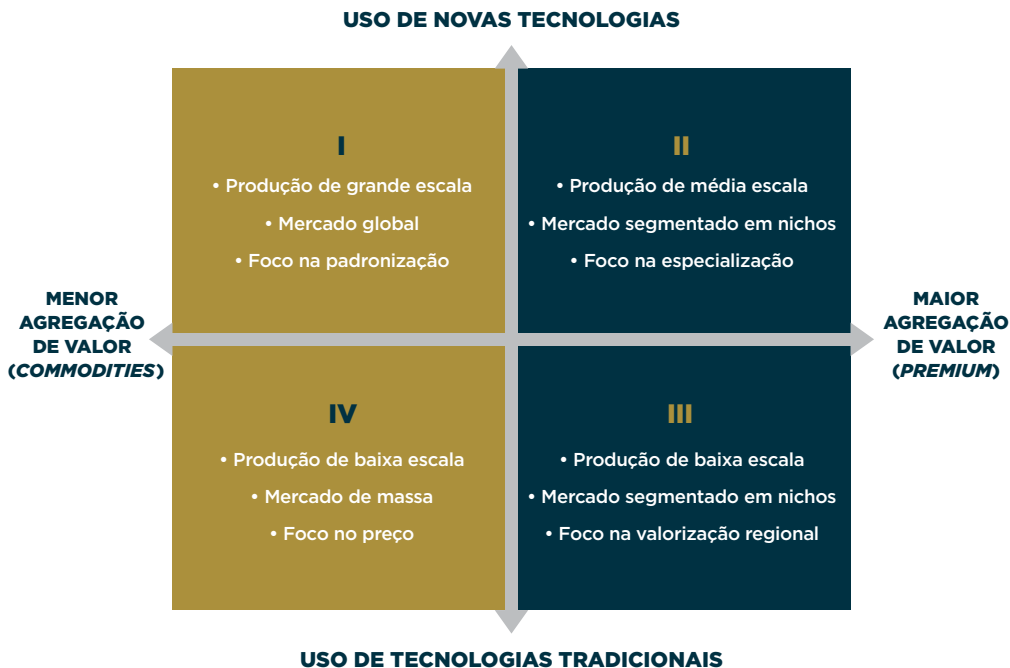 USO DE NOVAS TECNOLOGIAS
I
• Produção de grande escala
• Mercado global
• Foco na padronização
II
• Produção de média escala
• Mercado segmentado em nichos
• Foco na especialização
MENOR
AGREGAÇÃO
DE VALOR
(COMMODITIES)
MAIOR
AGREGAÇÃO
DE VALOR
(PREMIUM)
IV
• Produção de baixa escala
• Mercado de massa
• Foco no preço
III
• Produção de baixa escala
• Mercado segmentado em nichos
• Foco na valorização regional
USO DE TECNOLOGIAS TRADICIONAIS